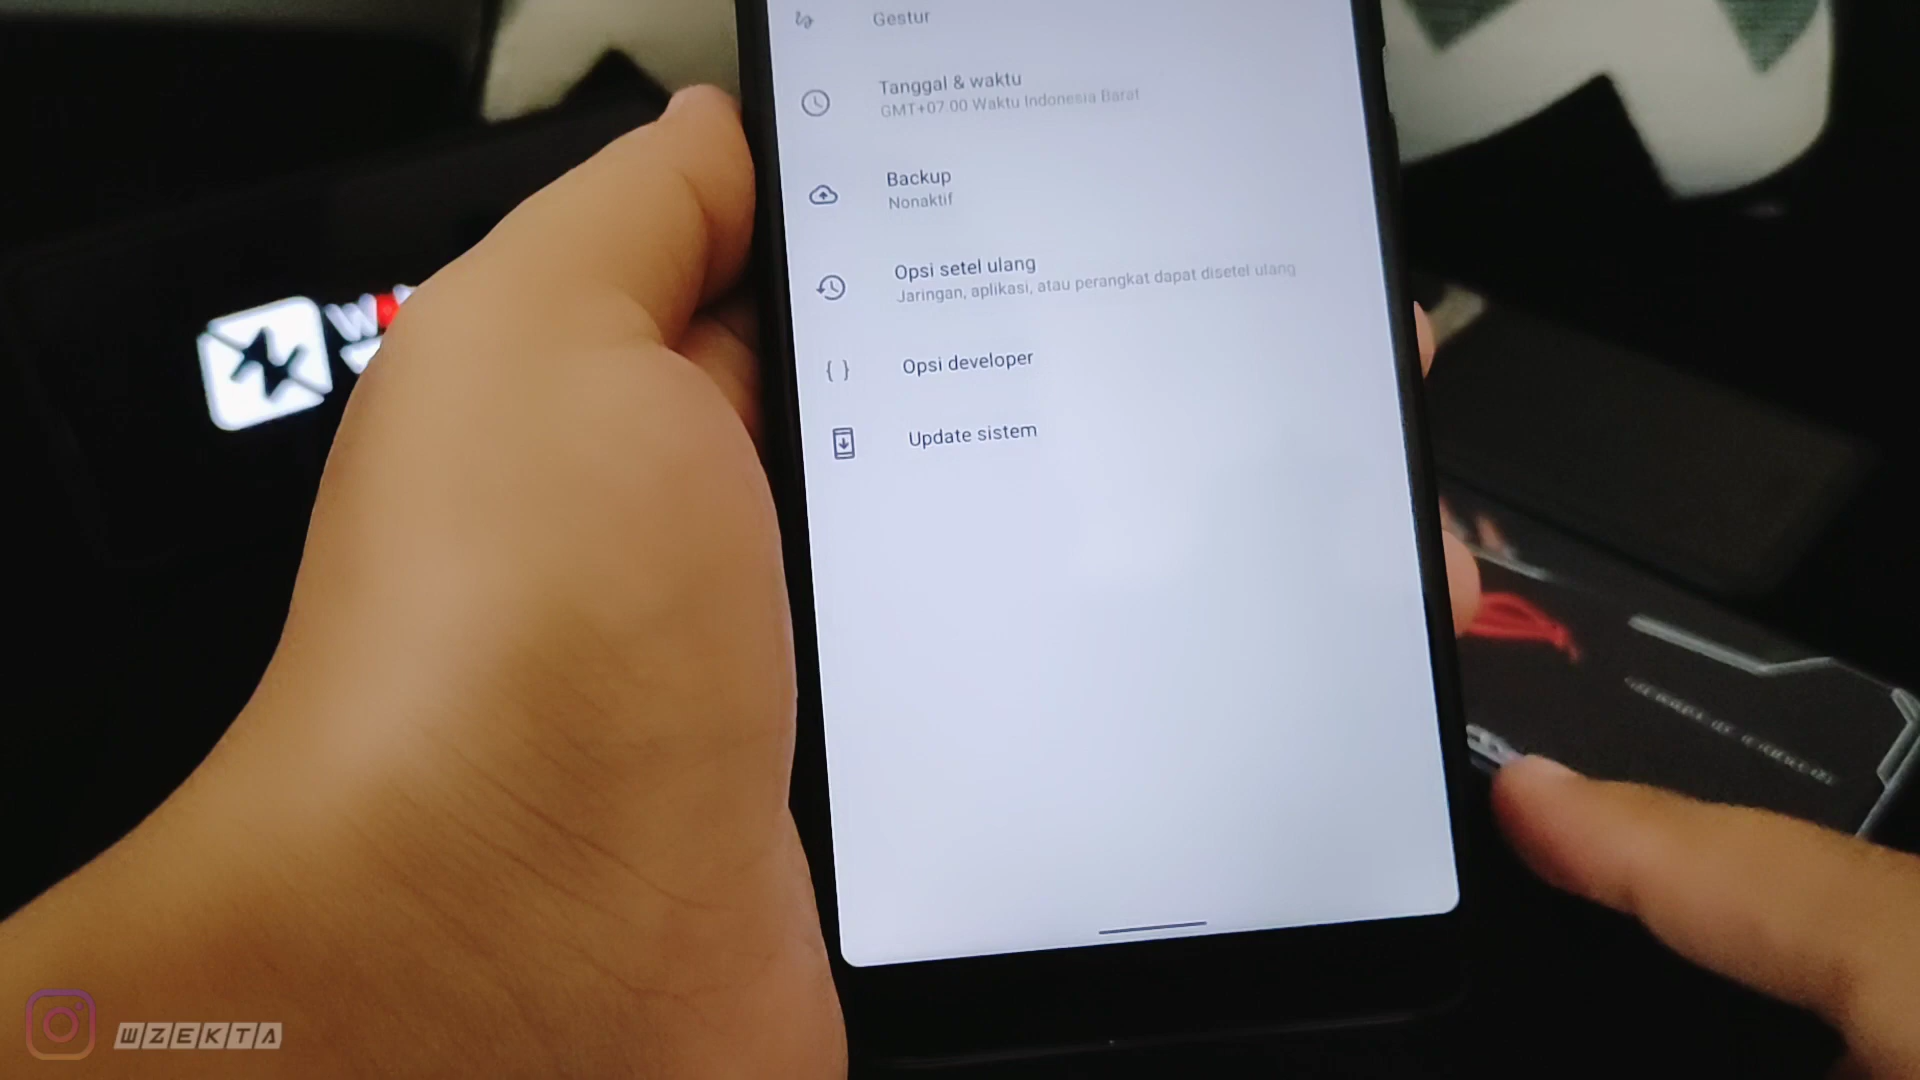 Gestur
Tanggal & waktu
GMT+07.00 Waktu Indonesia Barat
Backup
Nonaktif
Opsi setel ulang
Jaringan, aplikasi, atau perangkat dapat disetel ulang
{ } Opsi developer
Update sistem
WZEKTA